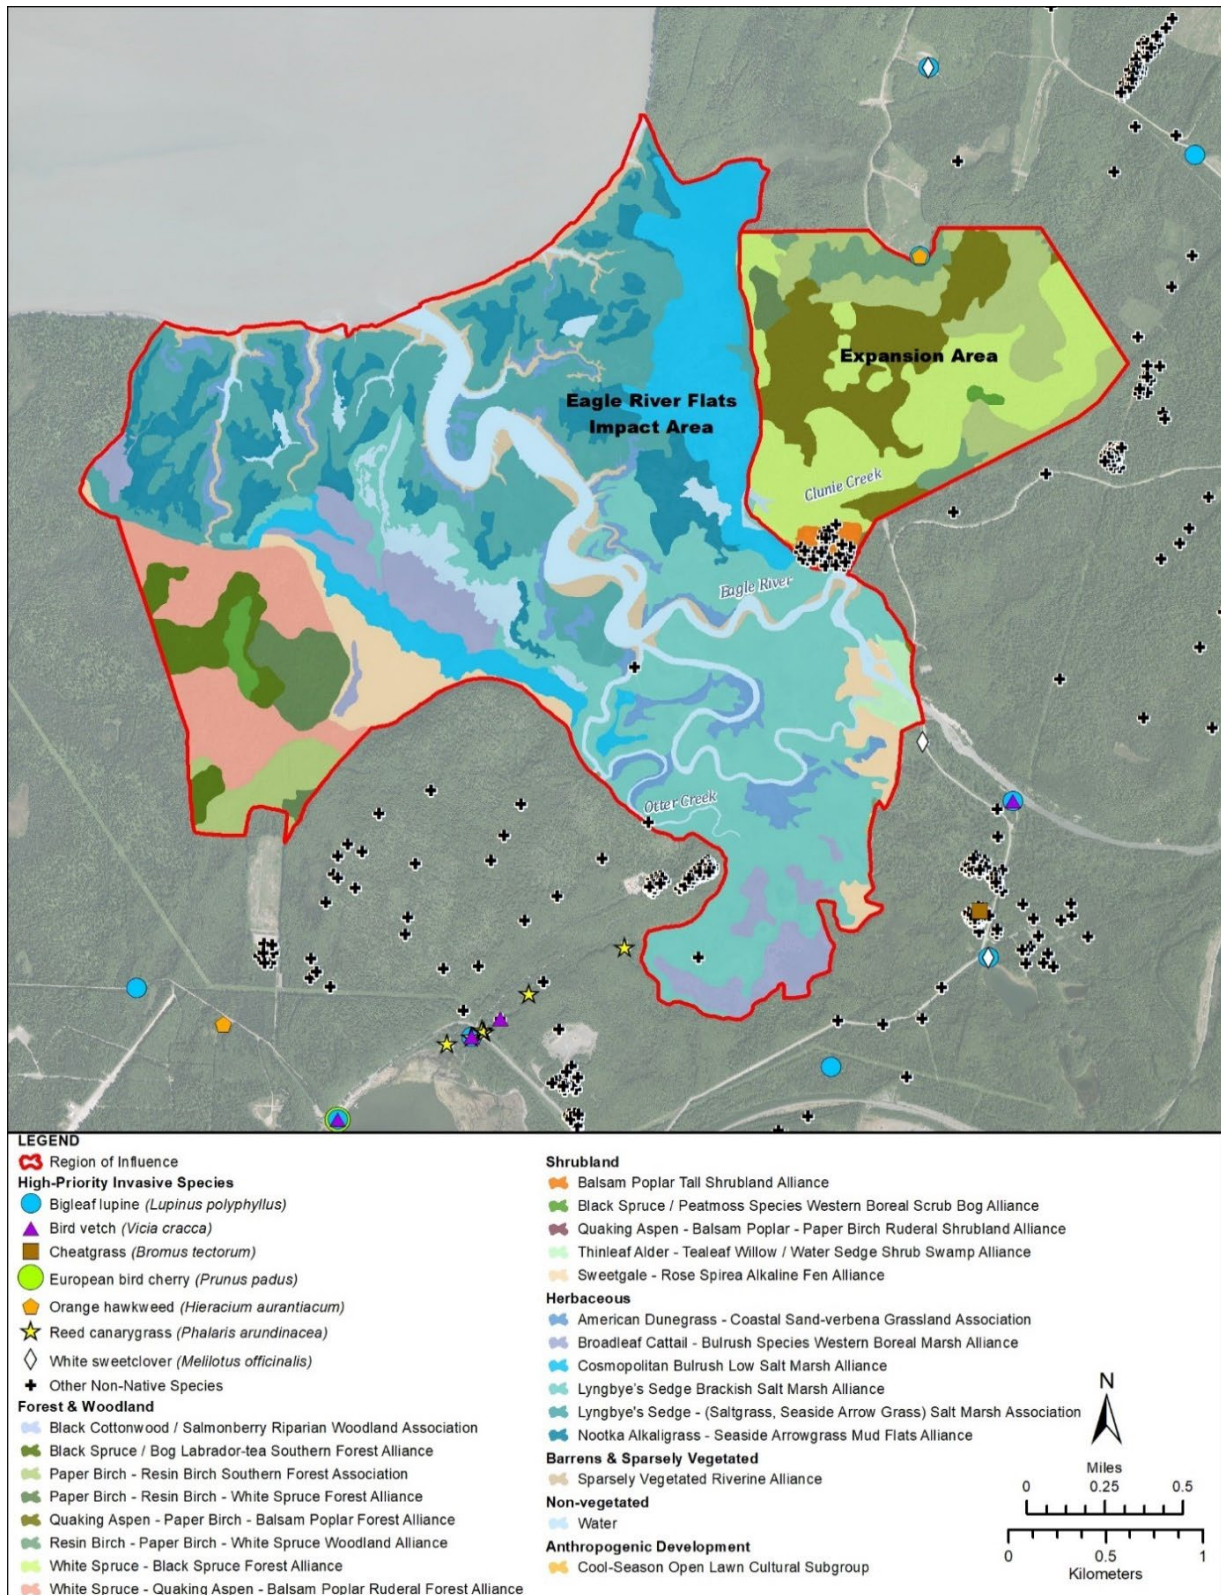 Expansion Area
Eagle River Flats
Impact Area
Clunie Creek
Eagle River
Otter Creek
LEGEND
Region of Influence
High-Priority Invasive Species
Bigleaf lupine (Lupinus polyphyllus)
Bird vetch (Vicia cracca)
Cheatgrass (Bromus tectorum)
European bird cherry (Prunus padus)
Orange hawkweed (Hieracium aurantiacum)
Reed canarygrass (Phalaris arundinacea)
White sweetclover (Melilotus officinalis)
Other Non-Native Species
Forest & Woodland
Black Cottonwood / Salmonberry Riparian Woodland Association
Black Spruce / Bog Labrador-tea Southern Forest Alliance
Paper Birch - Resin Birch Southern Forest Association
Paper Birch - Resin Birch - White Spruce Forest Alliance
Quaking Aspen - Paper Birch - Balsam Poplar Forest Alliance
Resin Birch - Paper Birch - White Spruce Woodland Alliance
White Spruce - Black Spruce Forest Alliance
White Spruce - Quaking Aspen - Balsam Poplar Ruderal Forest Alliance
Shrubland
Balsam Poplar Tall Shrubland Alliance
Black Spruce / Peatmoss Species Western Boreal Scrub Bog Alliance
Quaking Aspen - Balsam Poplar - Paper Birch Ruderal Shrubland Alliance
Thinleaf Alder - Tealeaf Willow / Water Sedge Shrub Swamp Alliance
Sweetgale - Rose Spirea Alkaline Fen Alliance
Herbaceous
American Dunegrass - Coastal Sand-verbena Grassland Association
Broadleaf Cattail - Bulrush Species Western Boreal Marsh Alliance
Cosmopolitan Bulrush Low Salt Marsh Alliance
Lyngbye's Sedge Brackish Salt Marsh Alliance
Lyngbye's Sedge - (Saltgrass, Seaside Arrow Grass) Salt Marsh Association
Nootka Alkaligrass - Seaside Arrowgrass Mud Flats Alliance
Barrens & Sparsely Vegetated
Sparsely Vegetated Riverine Alliance
Non-vegetated
Water
Anthropogenic Development
Cool-Season Open Lawn Cultural Subgroup
N
Miles
0 0.25 0.5
0 0.5 1
Kilometers